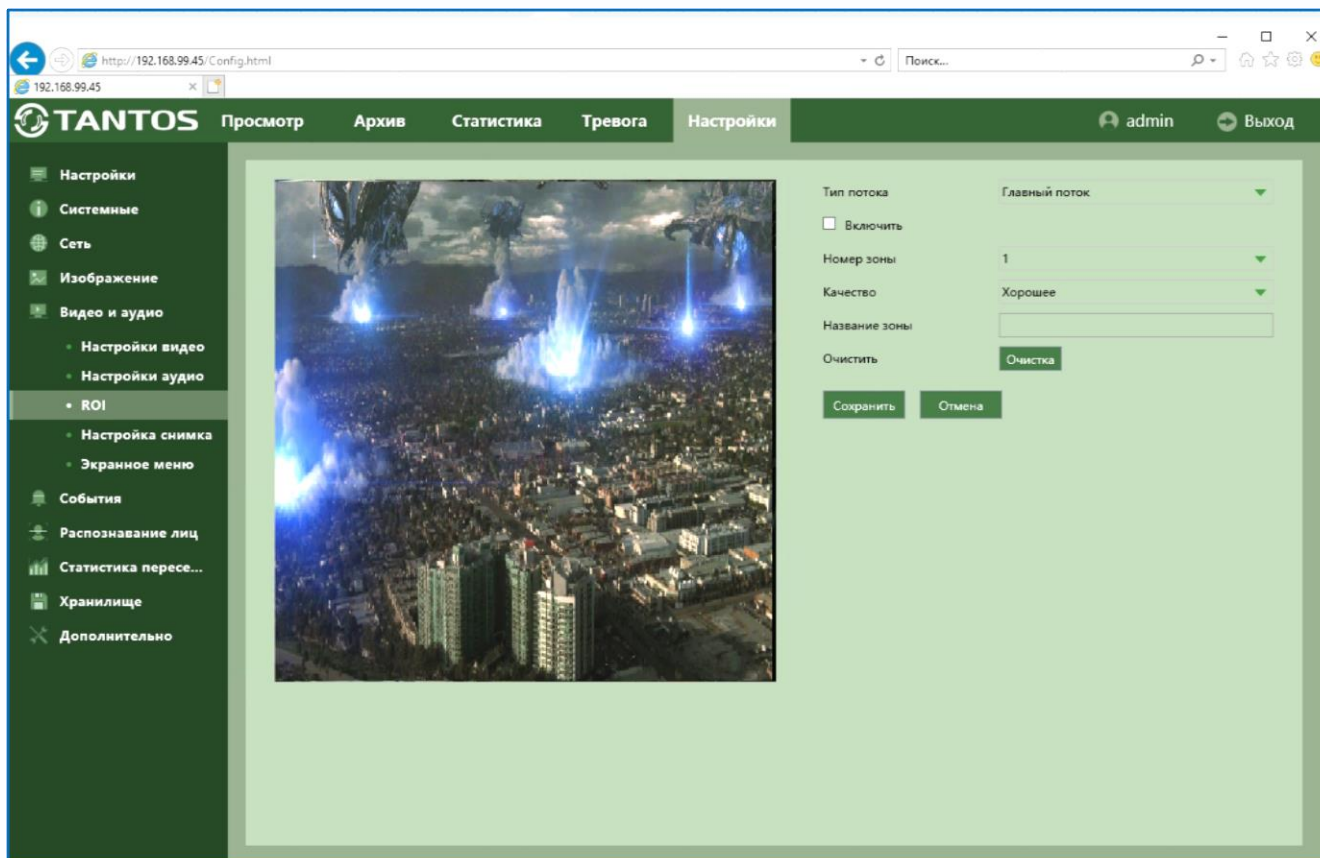 http://192.168.99.45/Config.html
Поиск...
192.168.99.45
TANTOS
Просмотр
Архив
Статистика
Тревога
Настройки
admin
Выход
Настройки
Системные
Сеть
Изображение
Видео и аудио
Настройки видео
Настройки аудио
ROI
Настройка снимка
Экранное меню
События
Распознавание лиц
Статистика пересе...
Хранилище
Дополнительно
Тип потока
Главный поток
Включить
Номер зоны
1
Качество
Хорошее
Название зоны
Очистить
Очистка
Сохранить
Отмена